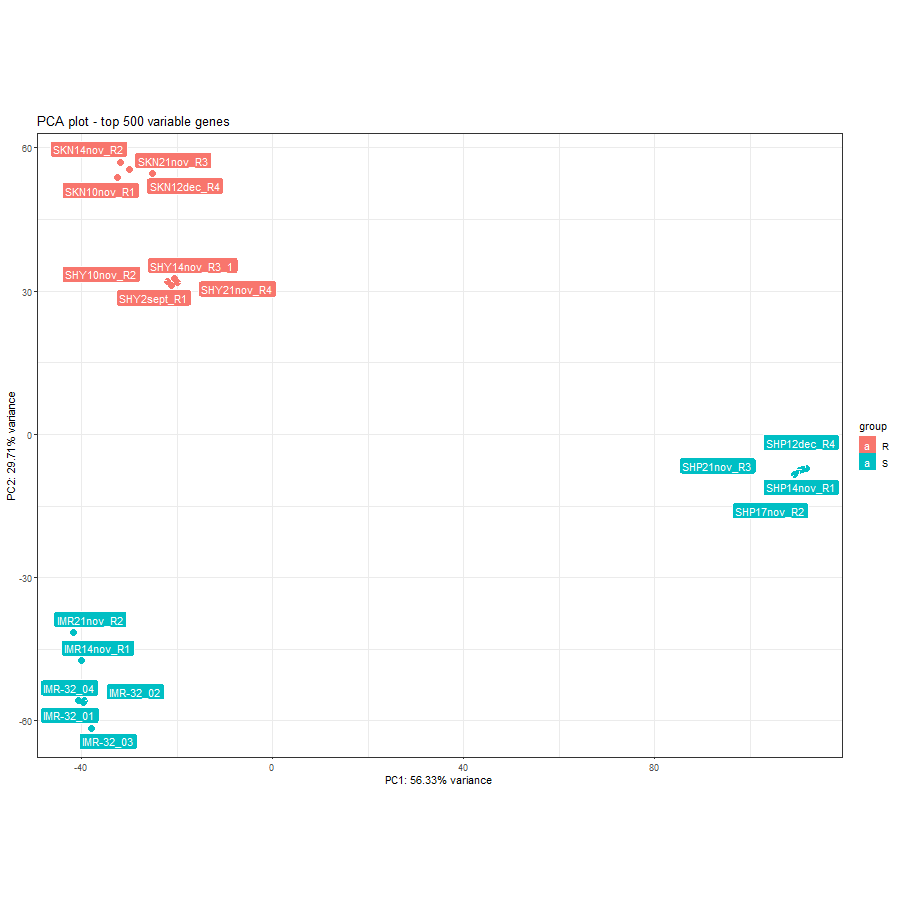 PCA plot - top 500 variable genes
60
30
0
-30
-60
PC2: 29.71% variance
SKN14nov_R2
SKN21nov_R3
SKN12dec_R4
SKN10nov_R1
SHY14nov_R3_1
SHY10nov_R2
SHY21nov_R4
SHY2sept_R1
SHP12dec_R4
SHP21nov_R3
SHP14nov_R1
SHP17nov_R2
IMR21nov_R2
IMR14nov_R1
IMR-32_04
IMR-32_02
IMR-32_01
IMR-32_03
-40
0
40
80
PC1: 56.33% variance
group
a R
a S